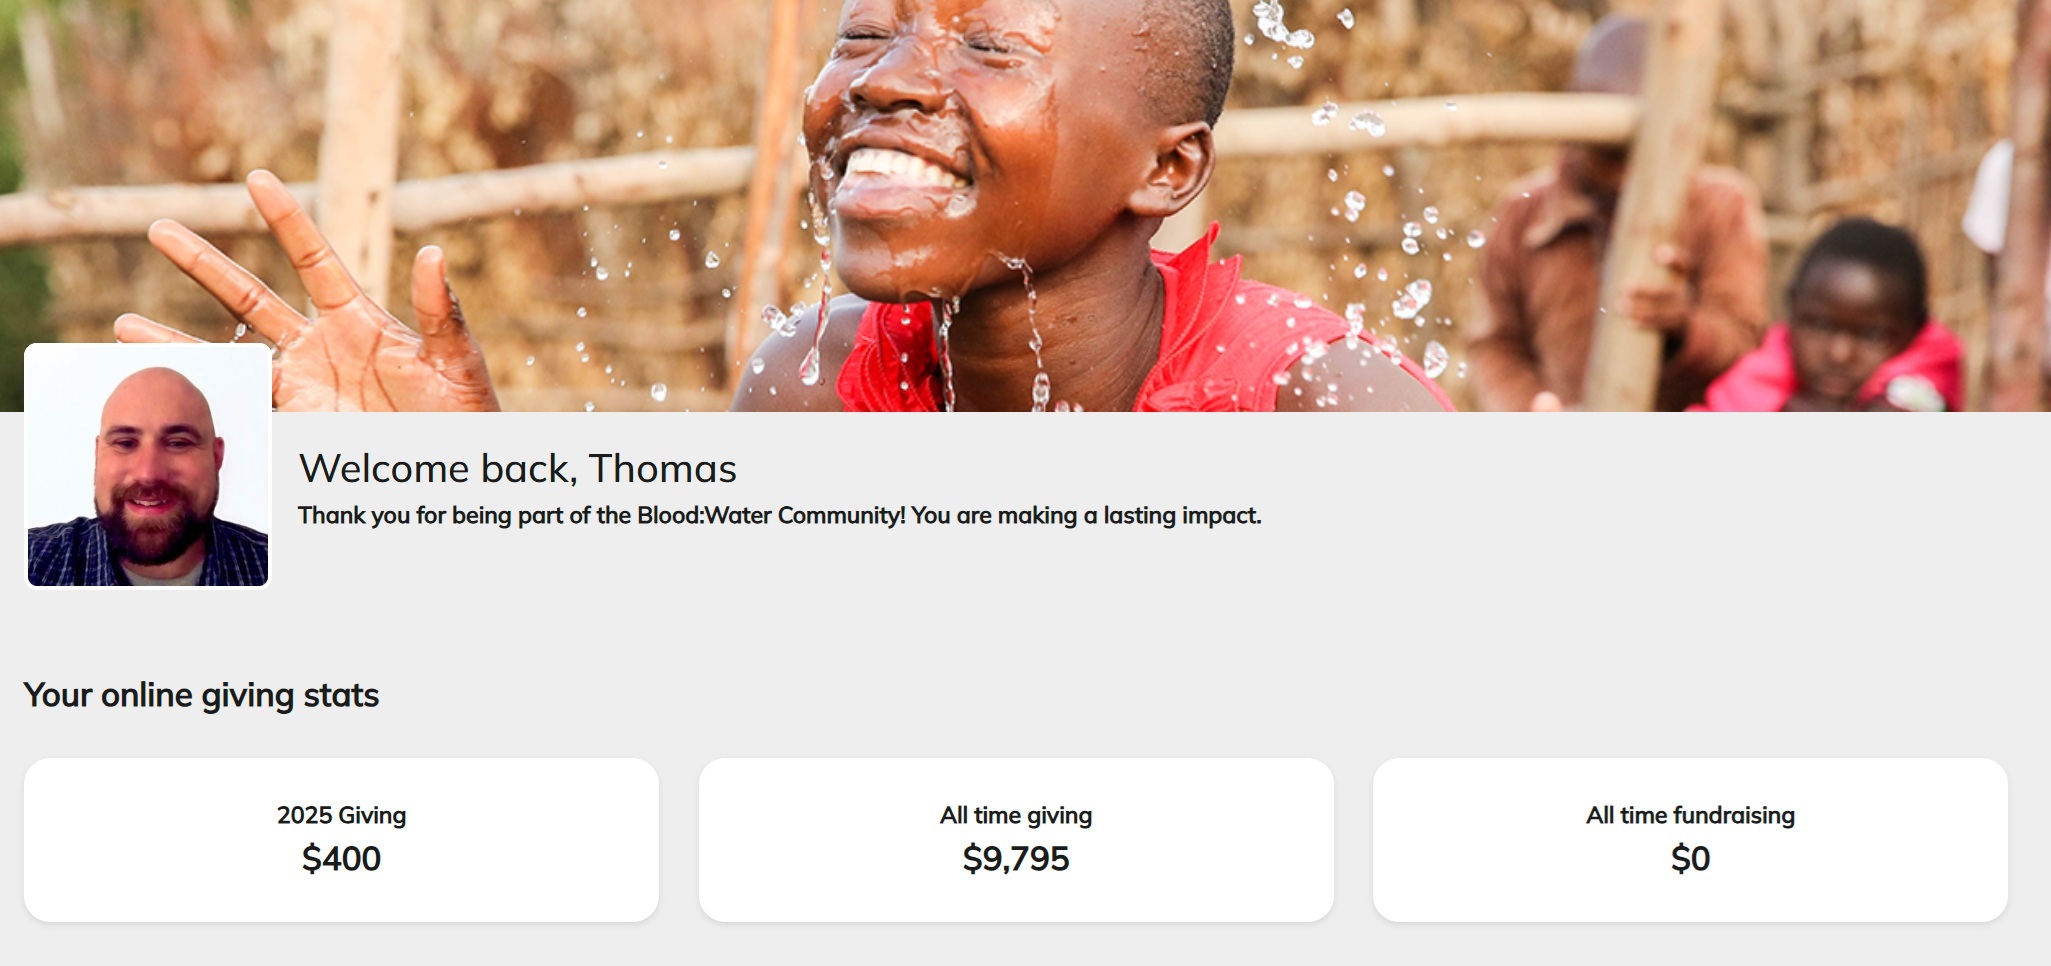 Welcome back, Thomas
Thank you for being part of the Blood:Water Community! You are making a lasting impact.
Your online giving stats
2025 Giving
$400
All time giving
$9,795
All time fundraising
$0